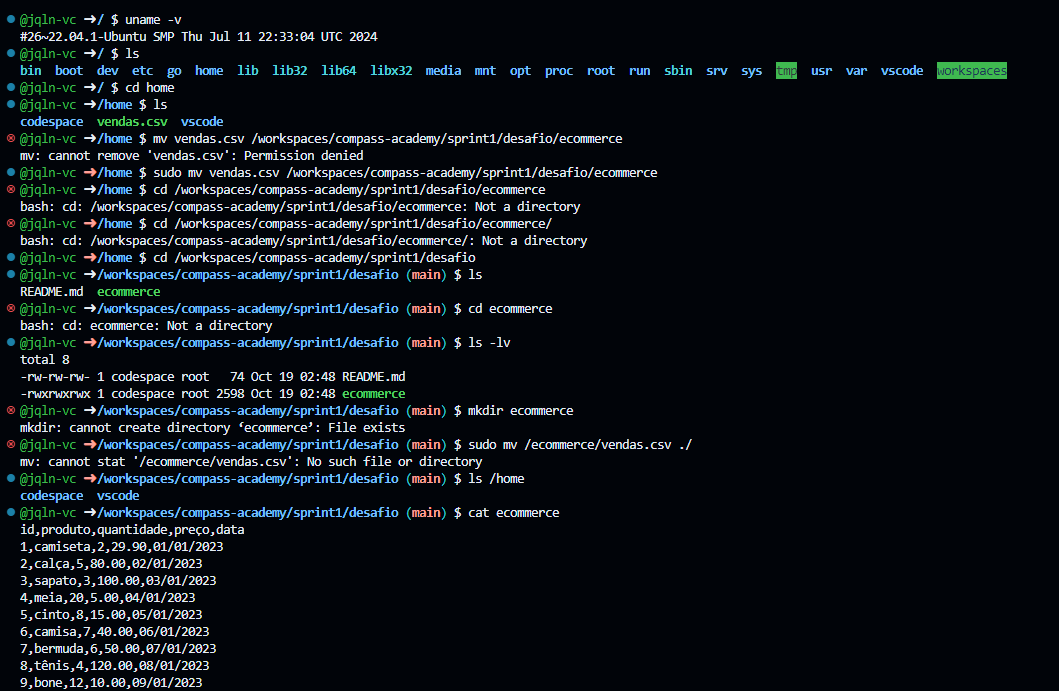 @jqln-vc ➜/ $ uname -v
#26~22.04.1-Ubuntu SMP Thu Jul 11 22:33:04 UTC 2024
@jqln-vc ➜/ $ ls
bin boot dev etc go home lib lib32 lib64 libx32 media mnt opt proc root run sbin srv sys tmp usr var vscode workspaces
@jqln-vc ➜/ $ cd home
@jqln-vc ➜/home $ ls
codespace vendas.csv vscode
@jqln-vc ➜/home $ mv vendas.csv /workspaces/compass-academy/sprint1/desafio/ecommerce
mv: cannot remove 'vendas.csv': Permission denied
@jqln-vc ➜/home $ sudo mv vendas.csv /workspaces/compass-academy/sprint1/desafio/ecommerce
@jqln-vc ➜/home $ cd /workspaces/compass-academy/sprint1/desafio/ecommerce
bash: cd: /workspaces/compass-academy/sprint1/desafio/ecommerce: Not a directory
@jqln-vc ➜/home $ cd /workspaces/compass-academy/sprint1/desafio/ecommerce/
bash: cd: /workspaces/compass-academy/sprint1/desafio/ecommerce/: Not a directory
@jqln-vc ➜/home $ cd /workspaces/compass-academy/sprint1/desafio
@jqln-vc ➜/workspaces/compass-academy/sprint1/desafio (main) $ ls
README.md ecommerce
@jqln-vc ➜/workspaces/compass-academy/sprint1/desafio (main) $ cd ecommerce
bash: cd: ecommerce: Not a directory
@jqln-vc ➜/workspaces/compass-academy/sprint1/desafio (main) $ ls -lv
total 8
-rw-rw-rw- 1 codespace root 74 Oct 19 02:48 README.md
-rwxrwxrwx 1 codespace root 2598 Oct 19 02:48 ecommerce
@jqln-vc ➜/workspaces/compass-academy/sprint1/desafio (main) $ mkdir ecommerce
mkdir: cannot create directory ‘ecommerce’: File exists
@jqln-vc ➜/workspaces/compass-academy/sprint1/desafio (main) $ sudo mv /ecommerce/vendas.csv ./
mv: cannot stat '/ecommerce/vendas.csv': No such file or directory
@jqln-vc ➜/workspaces/compass-academy/sprint1/desafio (main) $ ls /home
codespace vscode
@jqln-vc ➜/workspaces/compass-academy/sprint1/desafio (main) $ cat ecommerce
id,produto,quantidade,preço,data
1,camiseta,2,29.90,01/01/2023
2,calça,5,80.00,02/01/2023
3,sapato,3,100.00,03/01/2023
4,meia,20,5.00,04/01/2023
5,cinto,8,15.00,05/01/2023
6,camisa,7,40.00,06/01/2023
7,bermuda,6,50.00,07/01/2023
8,tênis,4,120.00,08/01/2023
9,bone,12,10.00,09/01/2023